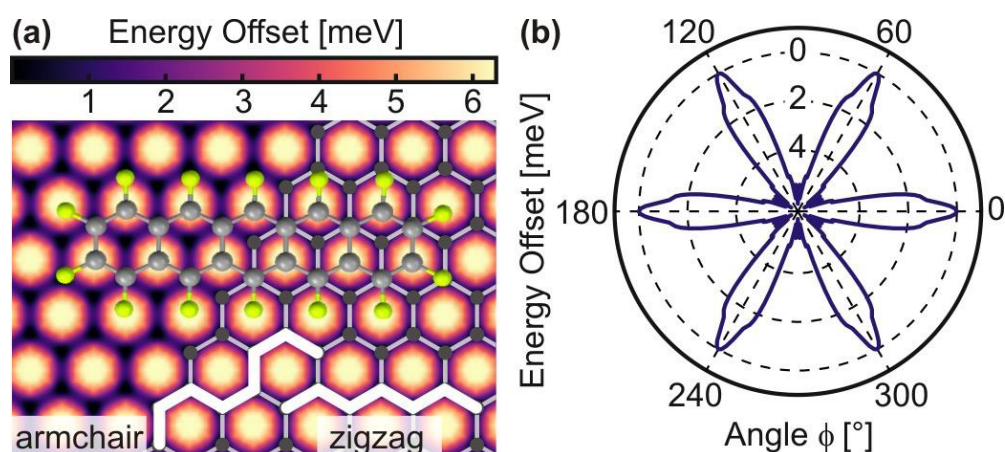 (a) Energy Offset [meV]
1 2 3 4 5 6
armchair zigzag
(b)
120 60
0
2
4
180 0
240 300
Energy Offset [meV]
Angle ϕ [°]